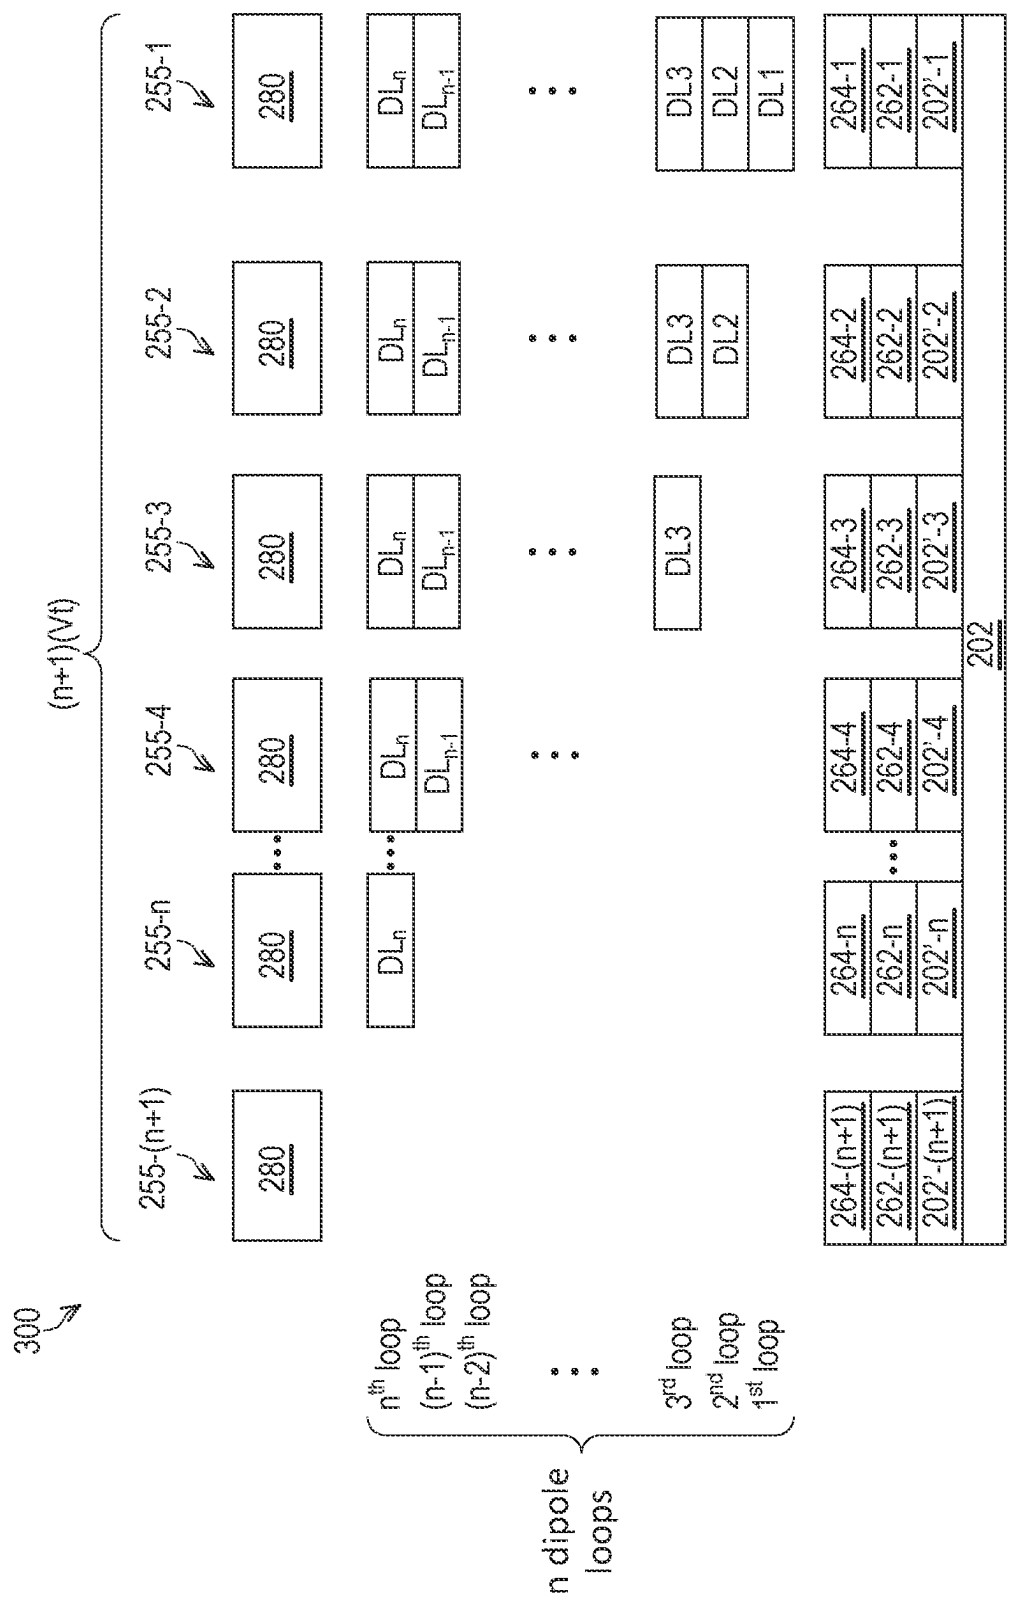 300
(n+1)(Vt)
255-(n+1) 255-n 255-4 255-3 255-2 255-1
280 280 280 280 280 280
n dipole
loops
nth loop DLn DLn DLn DLn DLn
(n-1)th loop DLn-1 DLn-1 DLn-1 DLn-1
(n-2)th loop
3rd loop DL3 DL3 DL3
2nd loop DL2 DL2
1st loop DL1
264-(n+1) 264-n 264-4 264-3 264-2 264-1
262-(n+1) 262-n 262-4 262-3 262-2 262-1
202'-(n+1) 202'-n 202'-4 202'-3 202'-2 202'-1
202